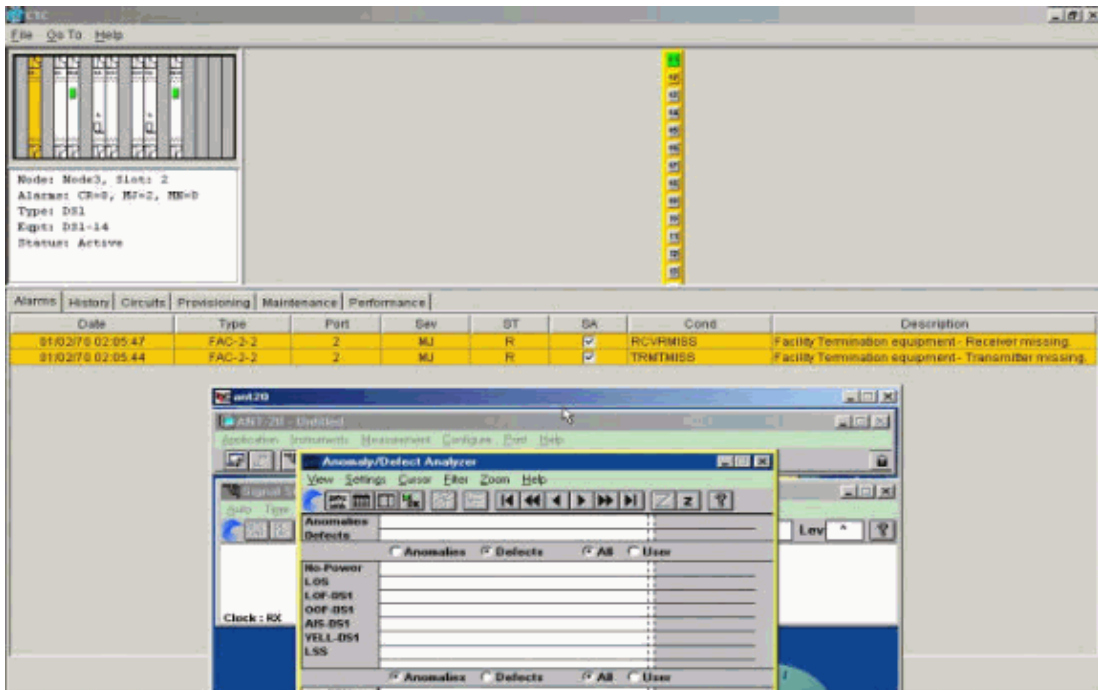 CTC
File Go To Help
Node: Node3, Slot: 2
Alarms: CR=0, MJ=2, MN=0
Type: DS1
Eqpt: DS1-14
Status: Active
Alarms History Circuits Provisioning Maintenance Performance
Date Type Port Sev ST SA Cond Description
01/02/70 02:05:47 FAC-2-2 2 MJ R RCVRMISS Facility Termination equipment - Receiver missing.
01/02/70 02:05:44 FAC-2-2 2 MJ R TRMTMISS Facility Termination equipment - Transmitter missing.
ant20
ANT-20 - Untitled
Application Instruments Measurement Configure Print Help
Anomaly/Defect Analyzer
View Settings Cursor Filter Zoom Help
Z z ?
Signal S
Auto Time
Lev ^ ?
Anomalies
Defects
Anomalies Defects All User
No-Power
LOS
LOF-DS1
OOF-DS1
AIS-DS1
YELL-DS1
LSS
Clock : RX
Anomalies Defects All User